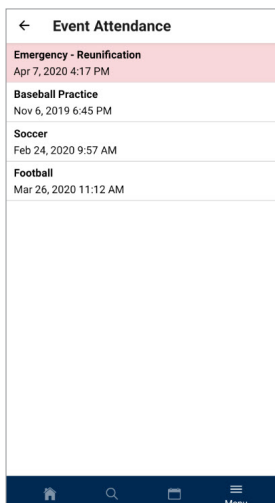 Event Attendance
Emergency - Reunification
Apr 7, 2020 4:17 PM
Baseball Practice
Nov 6, 2019 6:45 PM
Soccer
Feb 24, 2020 9:57 AM
Football
Mar 26, 2020 11:12 AM
Menu